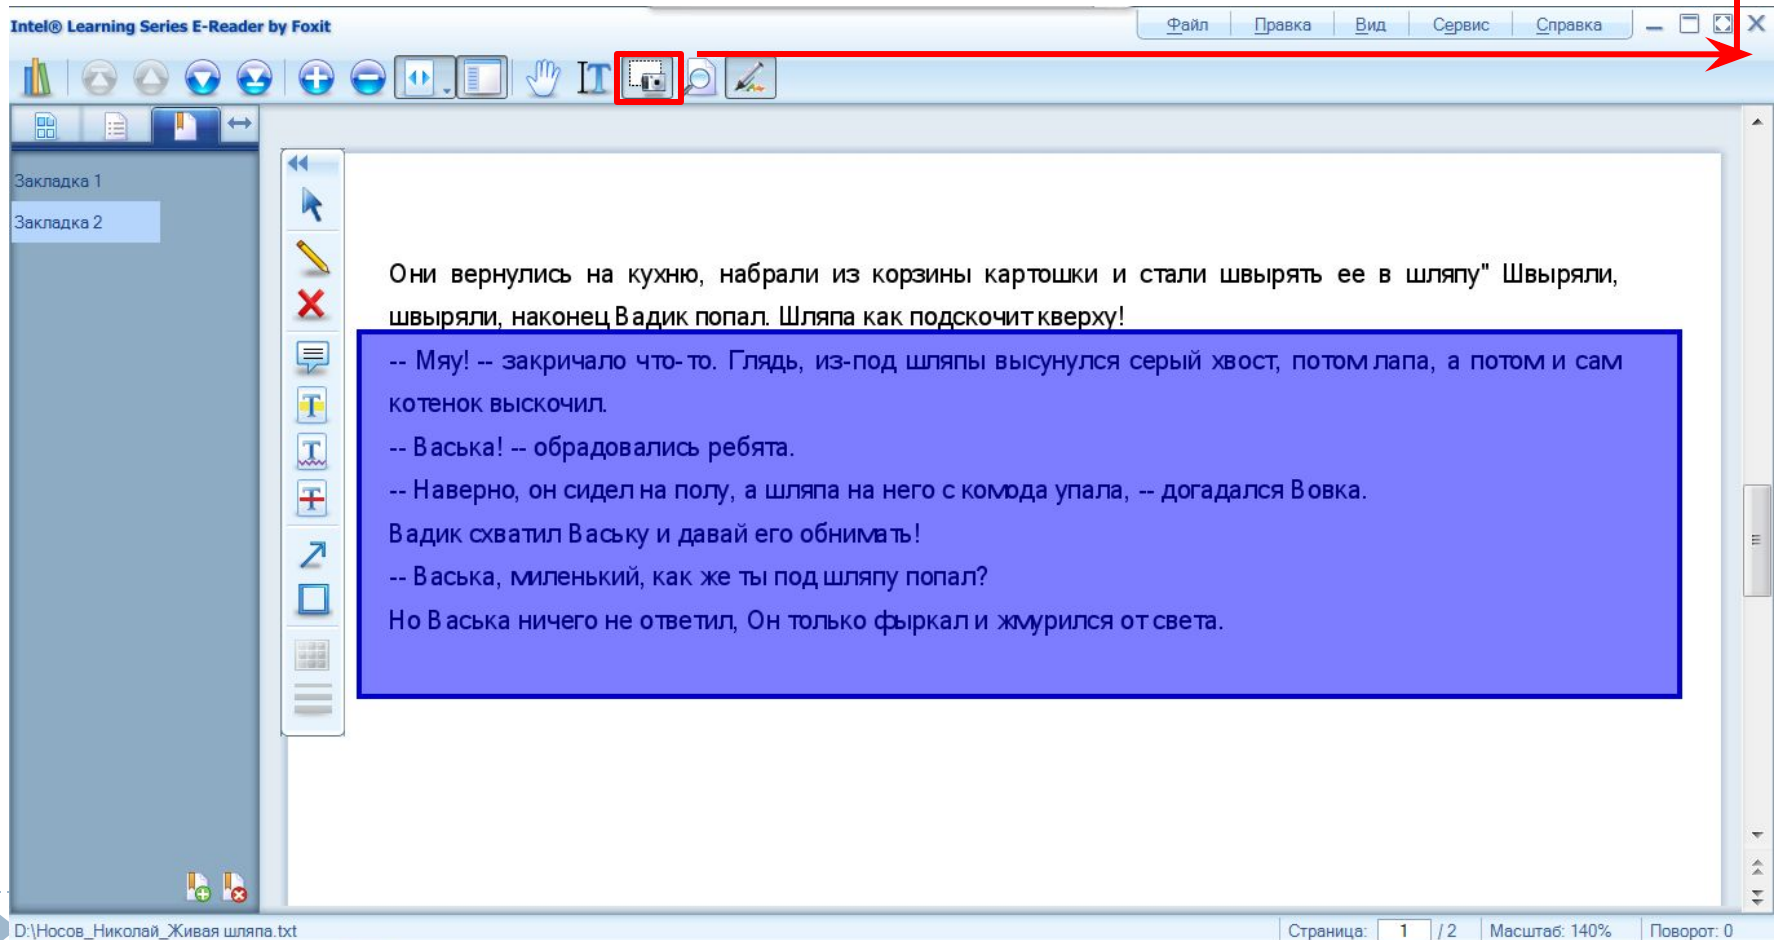 Intel® Learning Series E-Reader by Foxit
Файл Правка Вид Сервис Справка
Закладка 1
Закладка 2
Они вернулись на кухню, набрали из корзины картошки и стали швырять ее в шляпу" Швыряли,
швыряли, наконец Вадик попал. Шляпа как подскочит кверху!
-- Мяу! -- закричало что-то. Глядь, из-под шляпы высунулся серый хвост, потом лапа, а потом и сам
котенок выскочил.
-- Васька! -- обрадовались ребята.
-- Наверно, он сидел на полу, а шляпа на него с комода упала, -- догадался Вовка.
Вадик схватил Ваську и давай его обнимать!
-- Васька, миленький, как же ты под шляпу попал?
Но Васька ничего не ответил, Он только фыркал и жмурился от света.
D:\Носов_Николай_Живая шляпа.txt
Страница: 1 / 2 Масштаб: 140% Поворот: 0